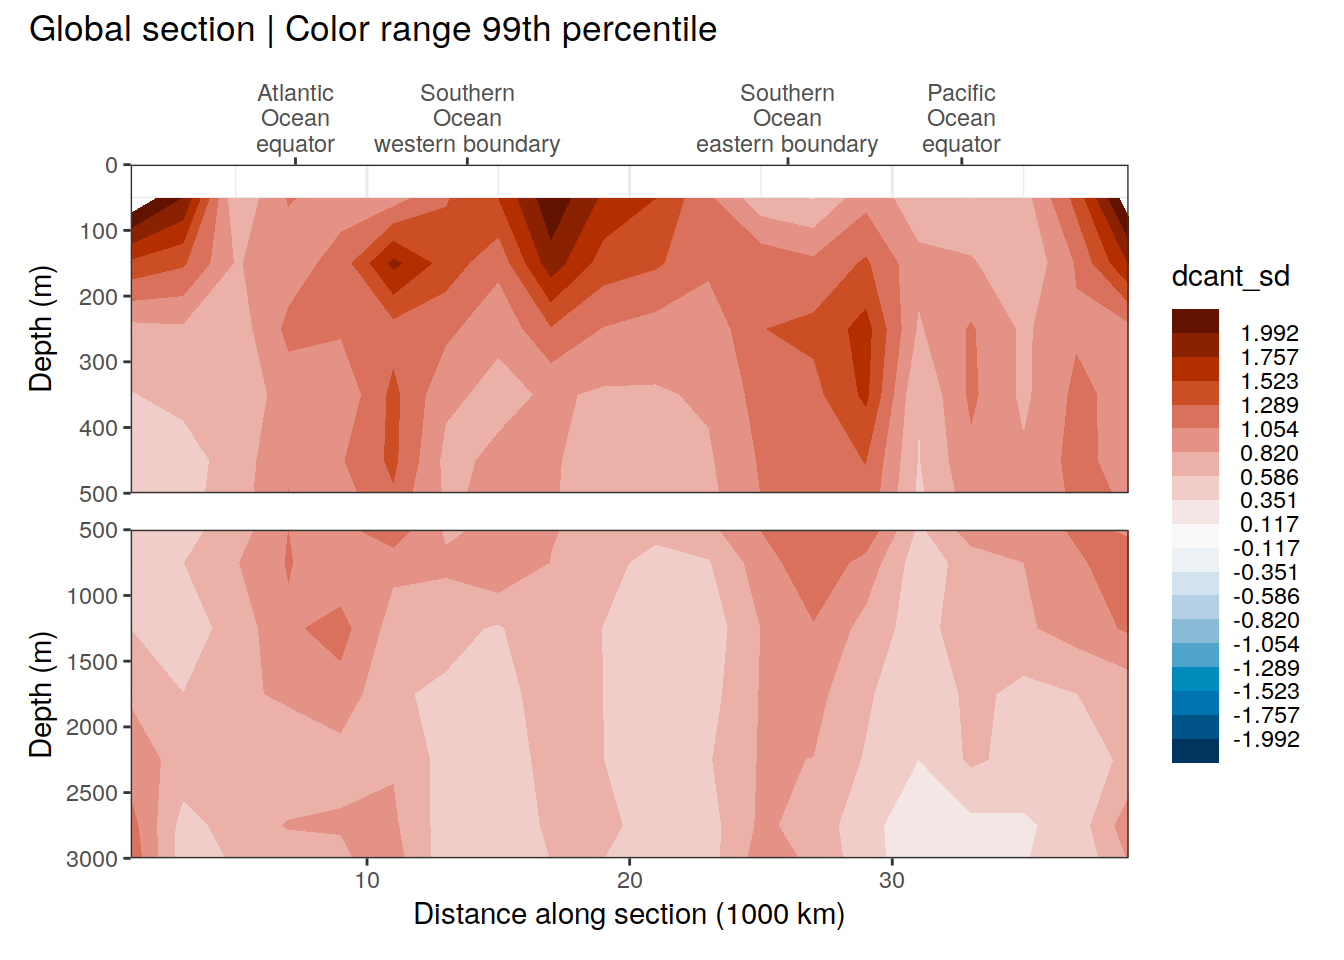 Global section | Color range 99th percentile
Atlantic
Ocean
equator
Southern
Ocean
western boundary
Southern
Ocean
eastern boundary
Pacific
Ocean
equator
Depth (m)
0
100
200
300
400
500
Depth (m)
500
1000
1500
2000
2500
3000
10
20
30
Distance along section (1000 km)
dcant_sd
1.992
1.757
1.523
1.289
1.054
0.820
0.586
0.351
0.117
-0.117
-0.351
-0.586
-0.820
-1.054
-1.289
-1.523
-1.757
-1.992